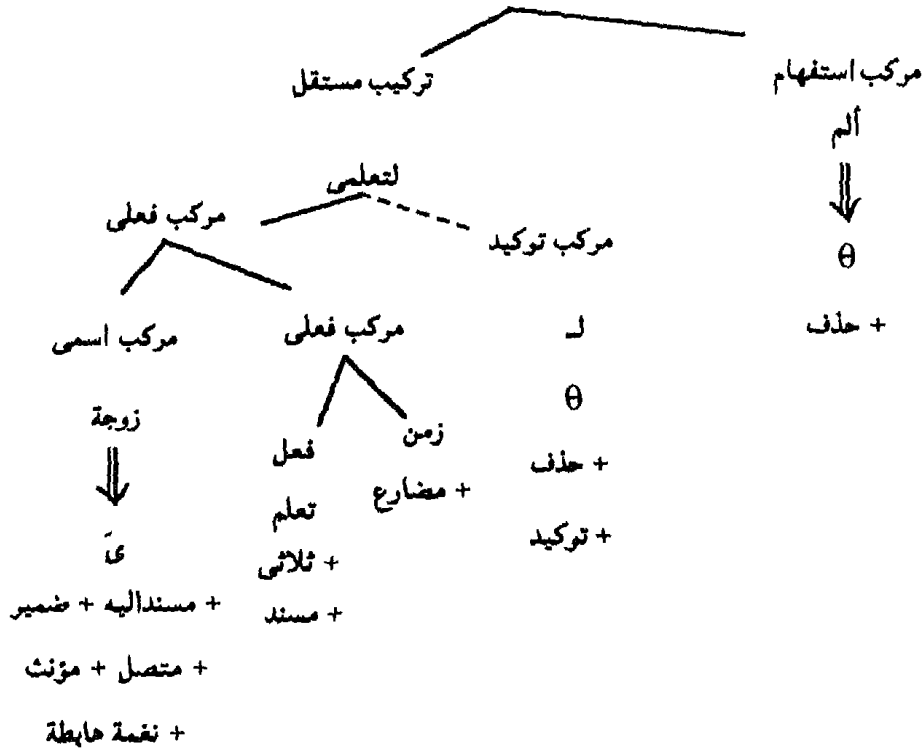 مركب استفهام
تركيب مستقل
ألم
لتعلمى
مركب توكيد
مركب فعلى
θ
لـ
+ حذف
مركب فعلى
مركب اسمى
θ
زوجة
زمن
فعل
+ حذف
+ مضارع
تعلم
+ توكيد
ىَ
+ ثلاثى
+ مسنداليه + ضمير
+ مسند
+ متصل + مؤنث
+ نغمة هابطة